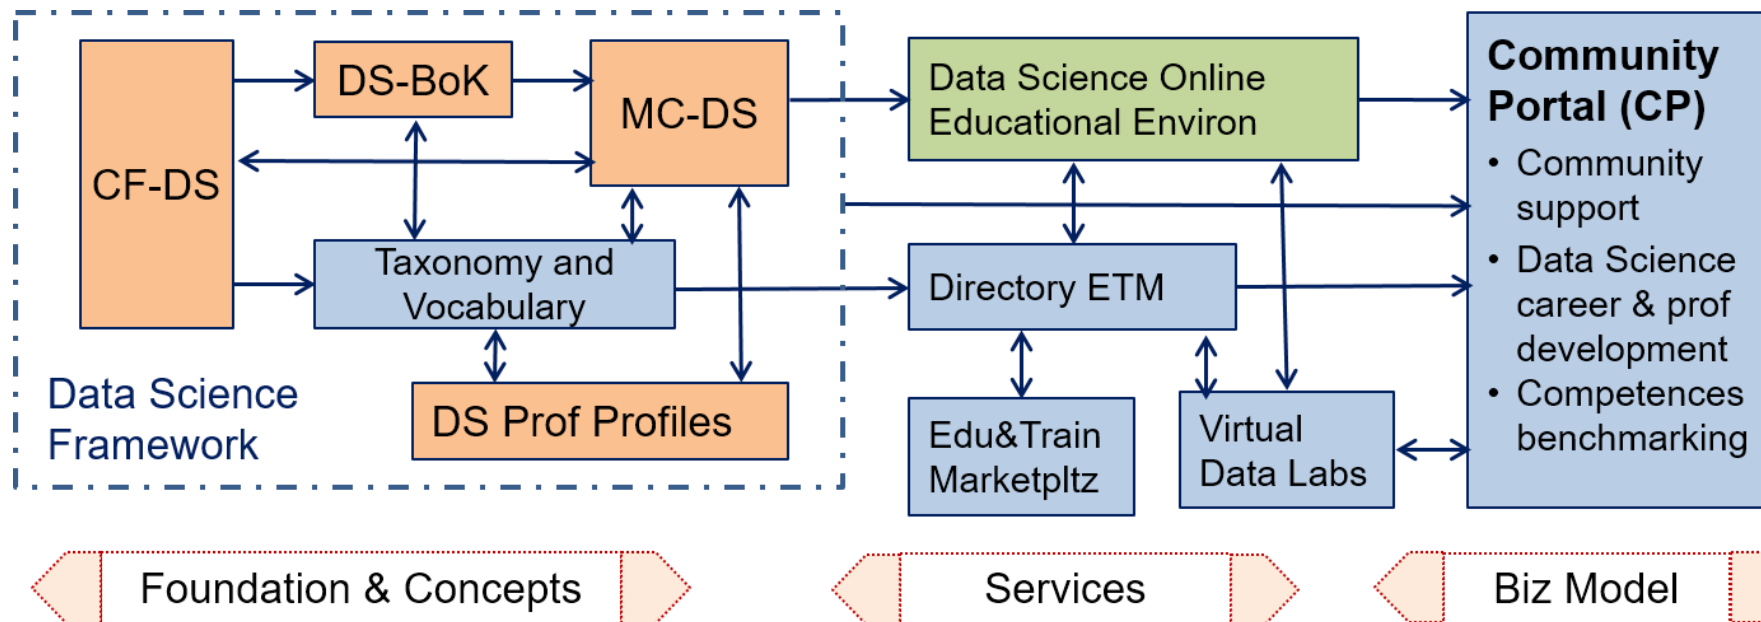 CF-DS
DS-BoK
MC-DS
Taxonomy and
Vocabulary
DS Prof Profiles
Data Science
Framework
Data Science Online
Educational Environ
Directory ETM
Edu&Train
Marketpltz
Virtual
Data Labs
Community
Portal (CP)
• Community
support
• Data Science
career & prof
development
• Competences
benchmarking
Foundation & Concepts
Services
Biz Model